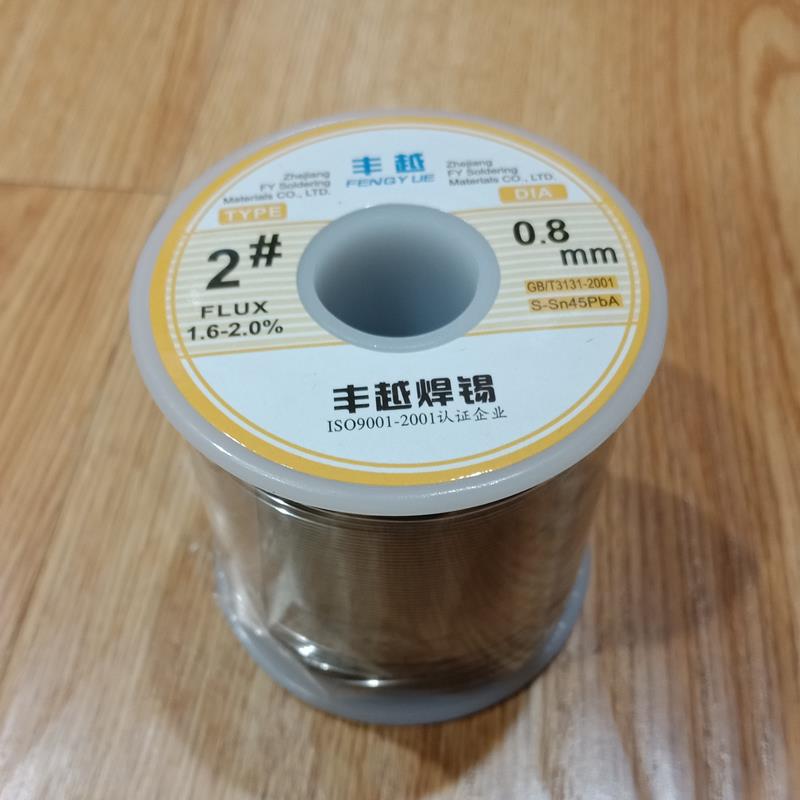 丰越
FENGYUE
Zhejiang
FY Soldering
Materials CO., LTD.
Zhejiang
FY Soldering
Materials CO., LTD.
TYPE
2#
FLUX
1.6-2.0%
DIA
0.8
mm
GB/T3131-2001
S-Sn45PbA
丰越焊锡
ISO9001-2001认证企业